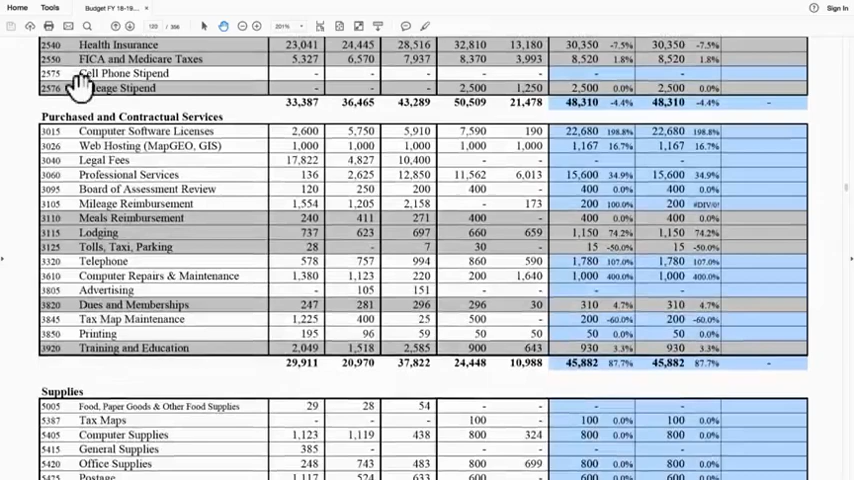 Home Tools Budget FY 18-19... × Sign In
120 / 356 201%
2540 Health Insurance 23,041 24,445 28,516 32,810 13,180 30,350 -7.5% 30,350 -7.5%
2550 FICA and Medicare Taxes 5,327 6,570 7,937 8,370 3,993 8,520 1.8% 8,520 1.8%
2575 Cell Phone Stipend - - - - - - -
2576 Mileage Stipend - - - 2,500 1,250 2,500 0.0% 2,500 0.0%
33,387 36,465 43,289 50,509 21,478 48,310 -4.4% 48,310 -4.4% -
Purchased and Contractual Services
3015 Computer Software Licenses 2,600 5,750 5,910 7,590 190 22,680 198.8% 22,680 198.8%
3026 Web Hosting (MapGEO, GIS) 1,000 1,000 1,000 1,000 1,000 1,167 16.7% 1,167 16.7%
3040 Legal Fees 17,822 4,827 10,400 - - - -
3060 Professional Services 136 2,625 12,850 11,562 6,013 15,600 34.9% 15,600 34.9%
3095 Board of Assessment Review 120 250 200 400 - 400 0.0% 400 0.0%
3105 Mileage Reimbursement 1,554 1,205 2,158 - 173 200 100.0% 200 #DIV/0!
3110 Meals Reimbursement 240 411 271 400 - 400 0.0% 400 0.0%
3115 Lodging 737 623 697 660 659 1,150 74.2% 1,150 74.2%
3125 Tolls, Taxi, Parking 28 - 7 30 - 15 -50.0% 15 -50.0%
3320 Telephone 578 757 994 860 590 1,780 107.0% 1,780 107.0%
3610 Computer Repairs & Maintenance 1,380 1,123 220 200 1,640 1,000 400.0% 1,000 400.0%
3805 Advertising - 105 151 - - - -
3820 Dues and Memberships 247 281 296 296 30 310 4.7% 310 4.7%
3845 Tax Map Maintenance 1,225 400 25 500 - 200 -60.0% 200 -60.0%
3850 Printing 195 96 59 50 50 50 0.0% 50 0.0%
3920 Training and Education 2,049 1,518 2,585 900 643 930 3.3% 930 3.3%
29,911 20,970 37,822 24,448 10,988 45,882 87.7% 45,882 87.7% -
Supplies
5005 Food, Paper Goods & Other Food Supplies 29 28 54 - - - -
5387 Tax Maps - - - 100 - 100 0.0% 100 0.0%
5405 Computer Supplies 1,123 1,119 438 800 324 800 0.0% 800 0.0%
5415 General Supplies 385 - - - - - -
5420 Office Supplies 248 743 483 800 699 800 0.0% 800 0.0%
5425 Postage 1,117 524 633 600 - 600 0.0% 600 0.0%